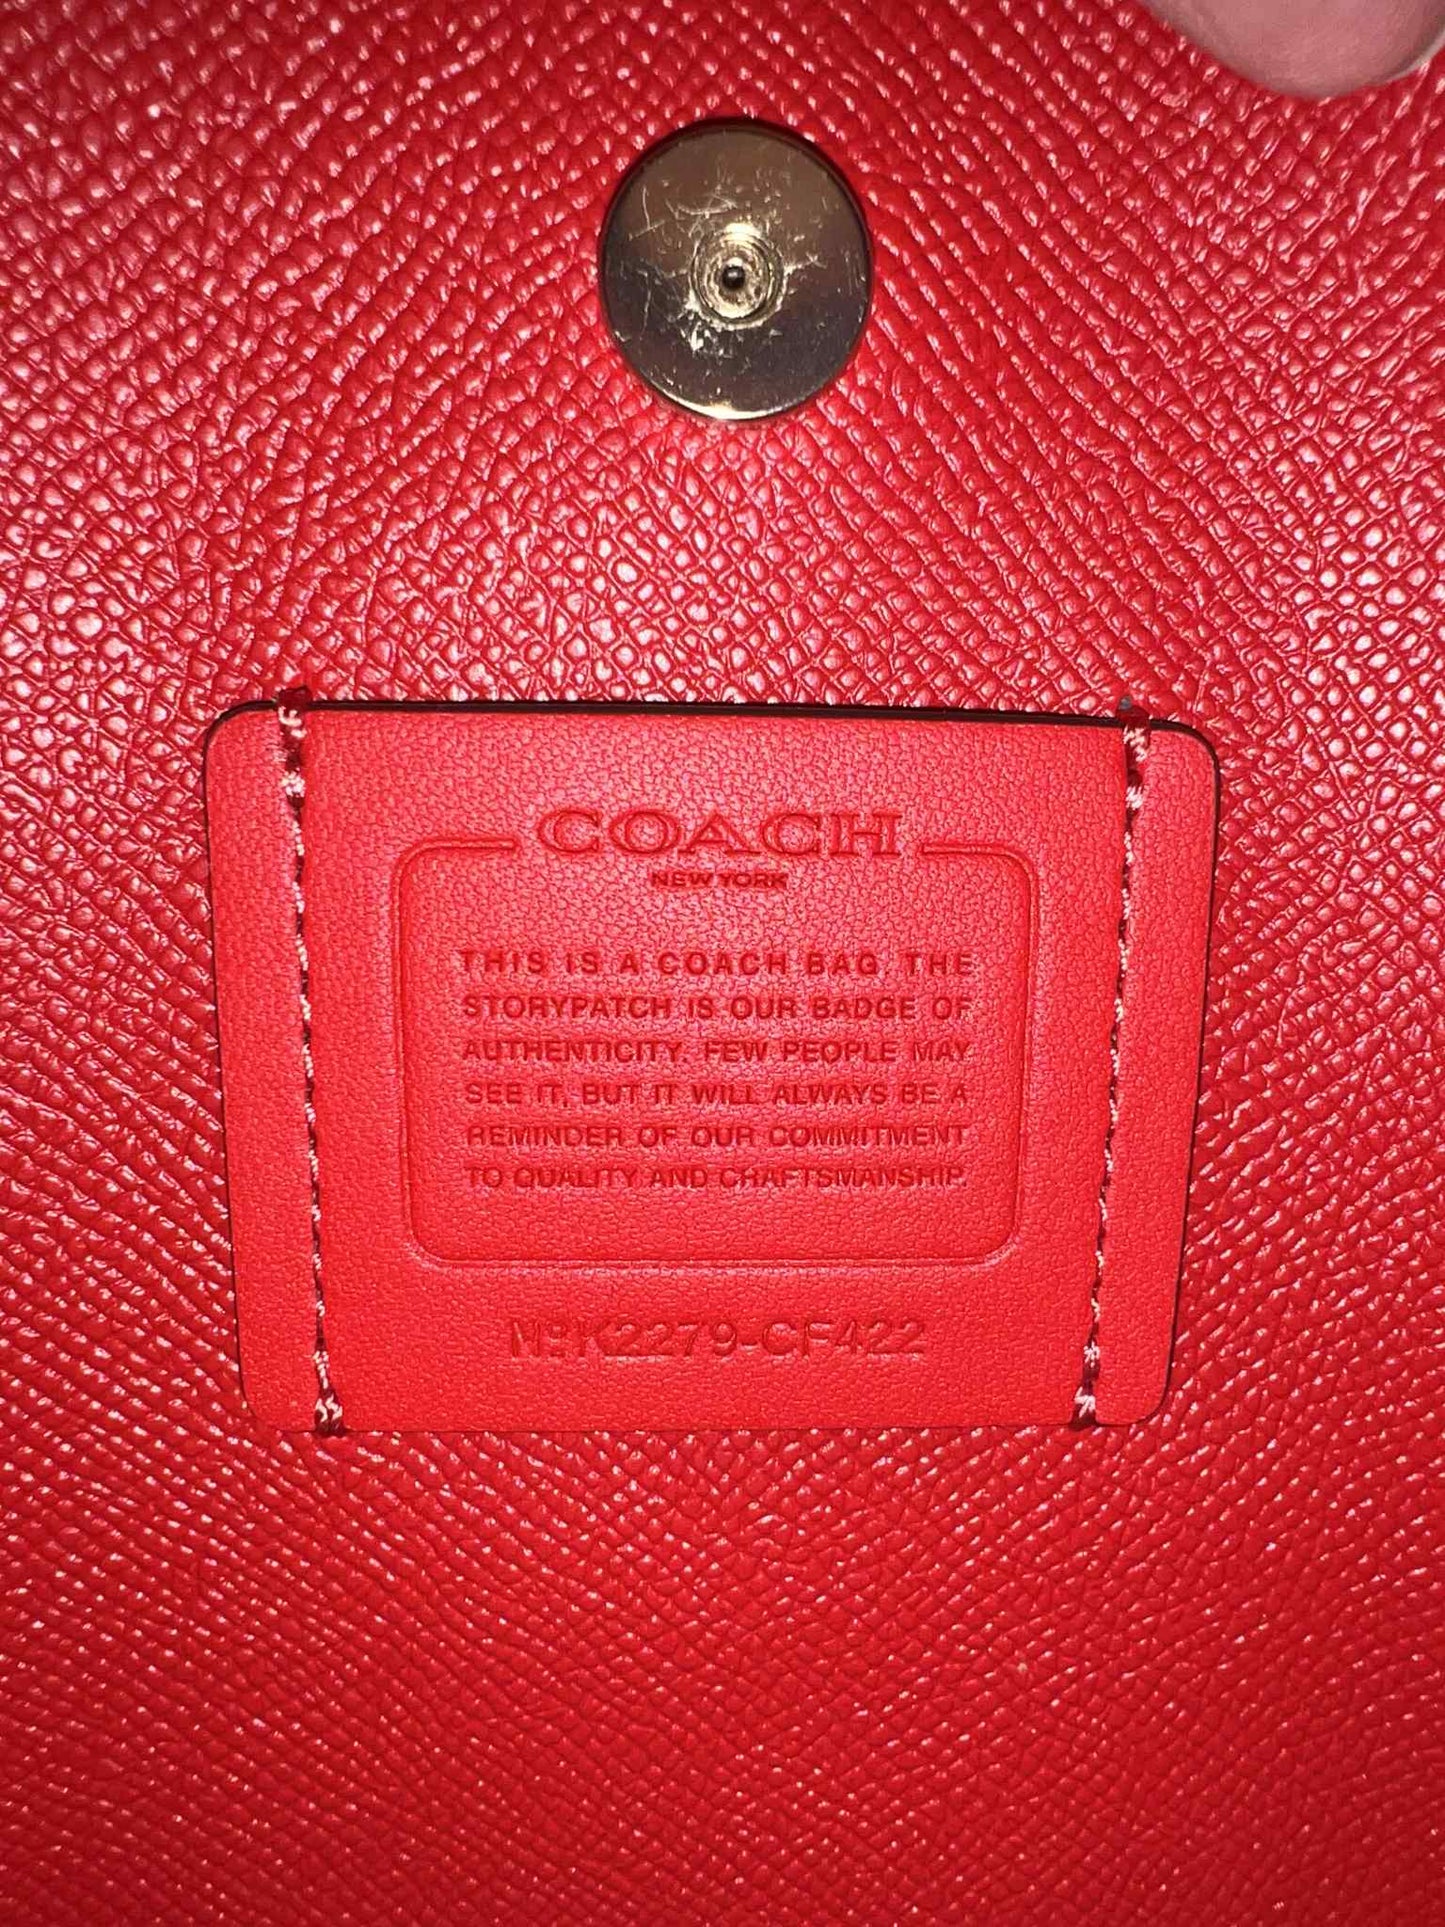 COACH
NEW YORK
THIS IS A COACH BAG. THE
STORYPATCH IS OUR BADGE OF
AUTHENTICITY. FEW PEOPLE MAY
SEE IT, BUT IT WILL ALWAYS BE A
REMINDER OF OUR COMMITMENT
TO QUALITY AND CRAFTSMANSHIP.
Nº K2279-CF422